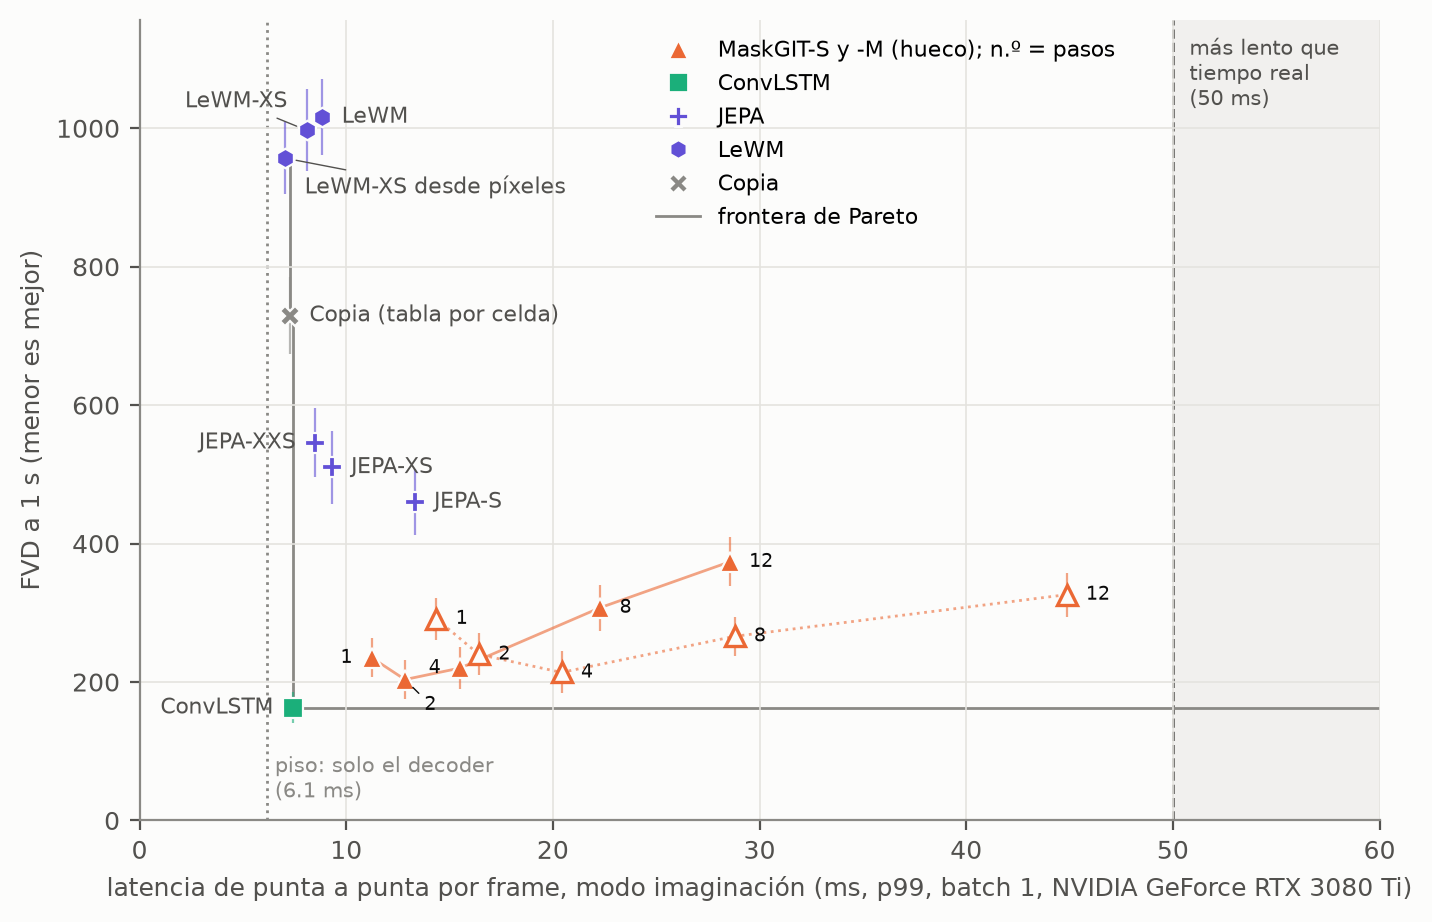 MaskGIT-S y -M (hueco); n.º = pasos
ConvLSTM
JEPA
LeWM
Copia
frontera de Pareto
más lento que
tiempo real
(50 ms)
LeWM-XS
LeWM
LeWM-XS desde píxeles
Copia (tabla por celda)
JEPA-XXS
JEPA-XS
JEPA-S
12
8
1
12
8
2
4
1
4
2
ConvLSTM
piso: solo el decoder
(6.1 ms)
FVD a 1 s (menor es mejor)
1000
800
600
400
200
0
0 10 20 30 40 50 60
latencia de punta a punta por frame, modo imaginación (ms, p99, batch 1, NVIDIA GeForce RTX 3080 Ti)